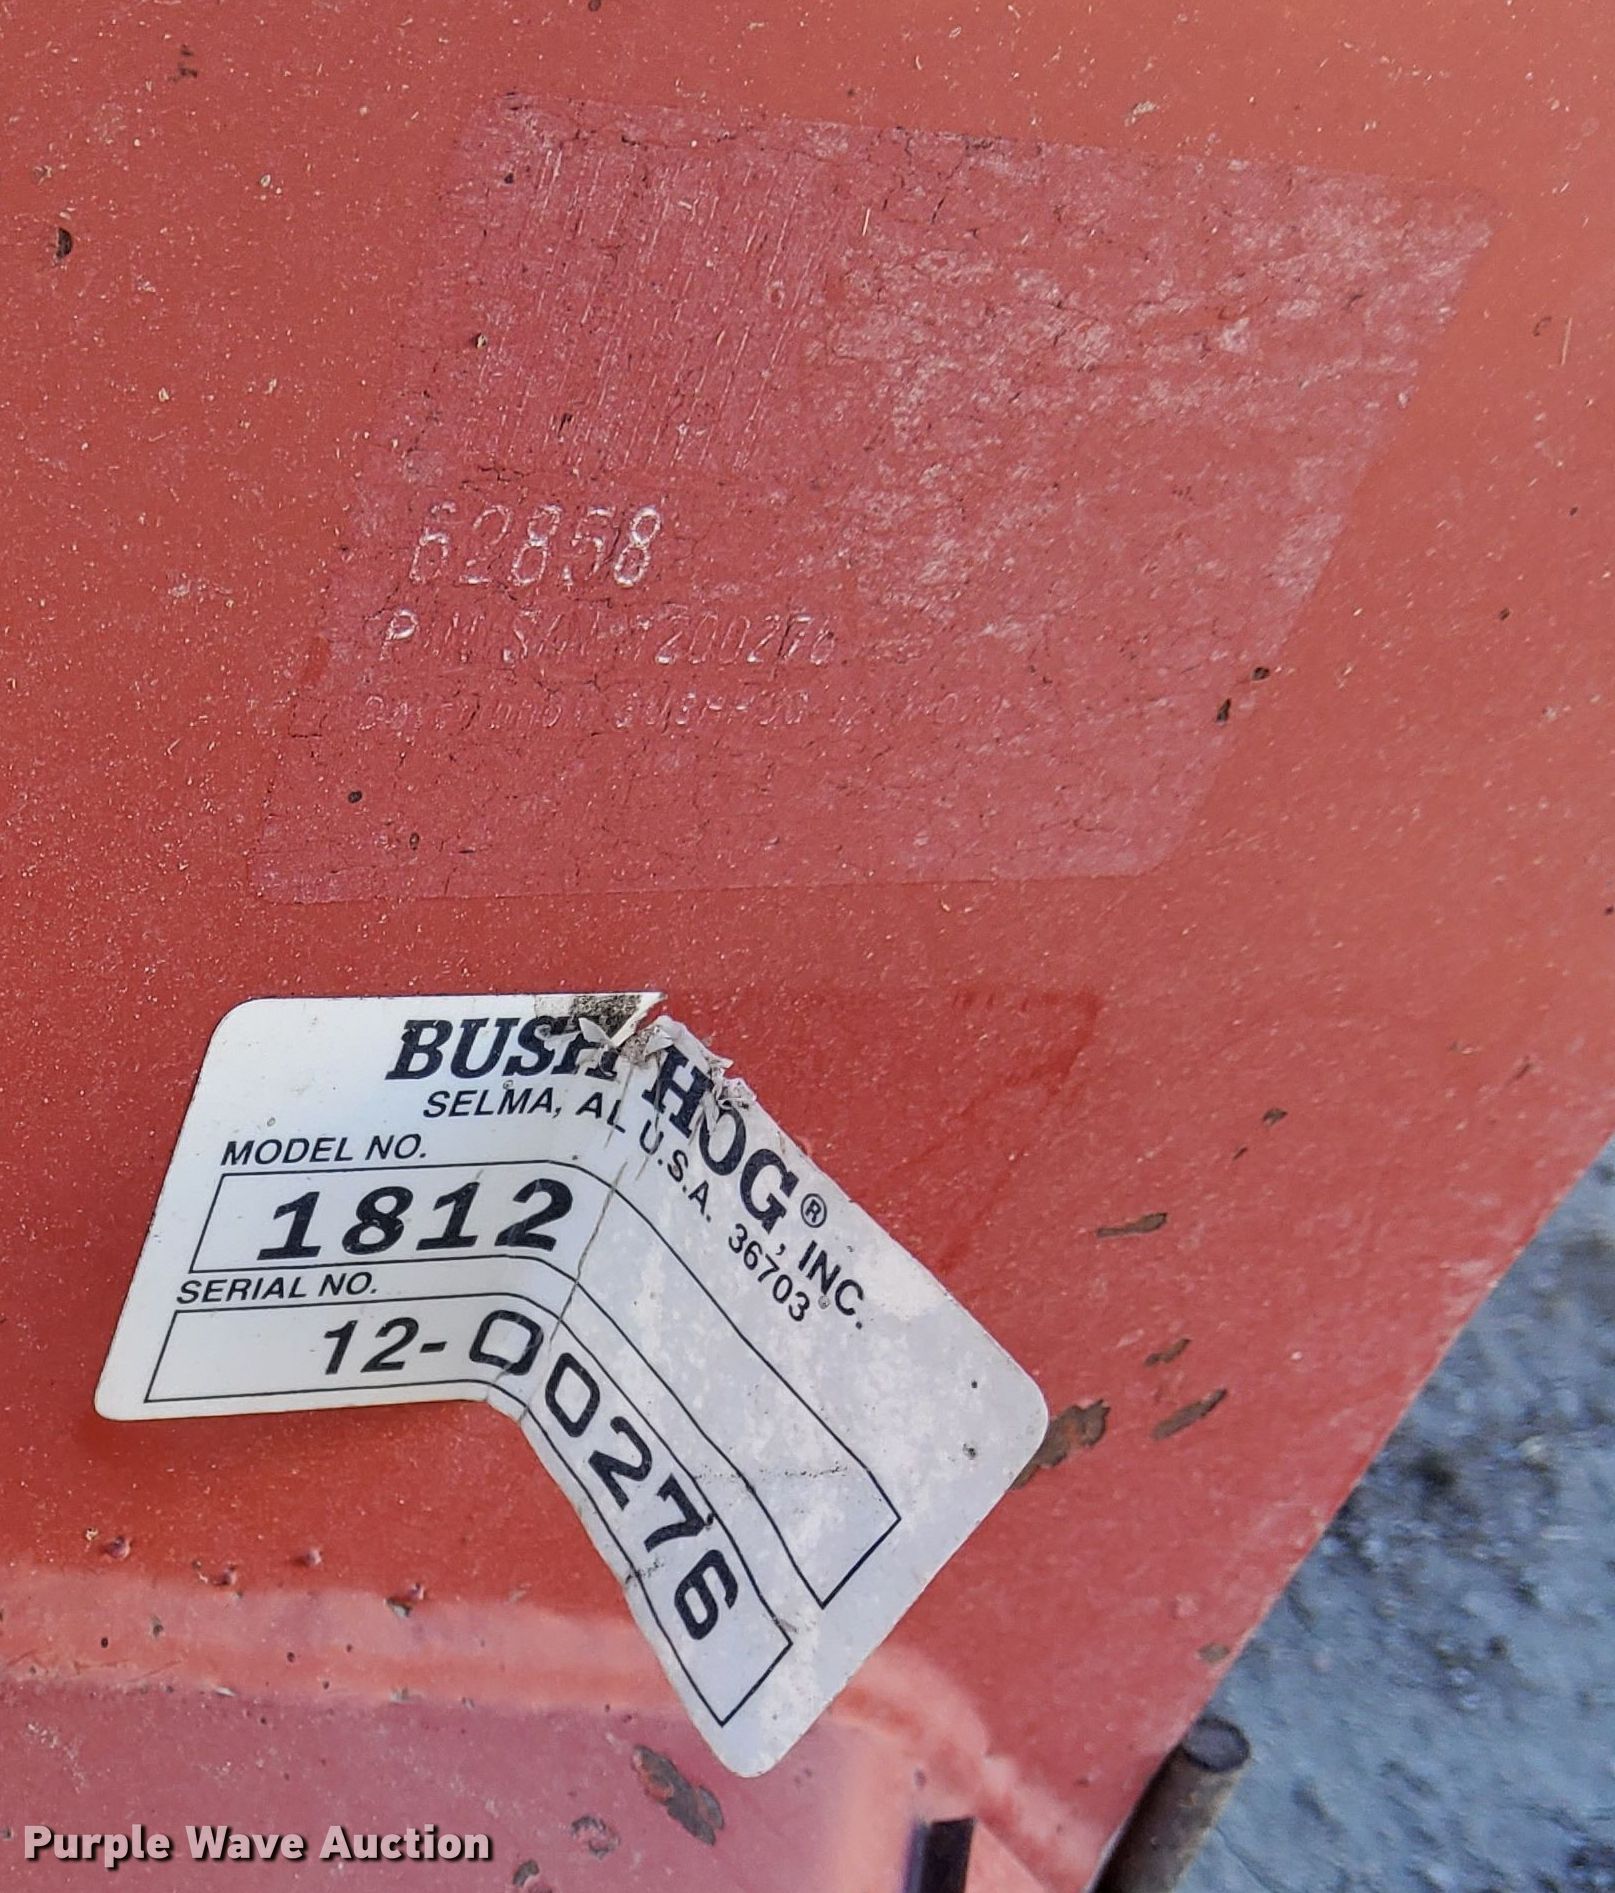 62858
BUSH HOG®, INC.
SELMA, AL U.S.A. 36703
MODEL NO.
1812
SERIAL NO.
12-00276
Purple Wave Auction